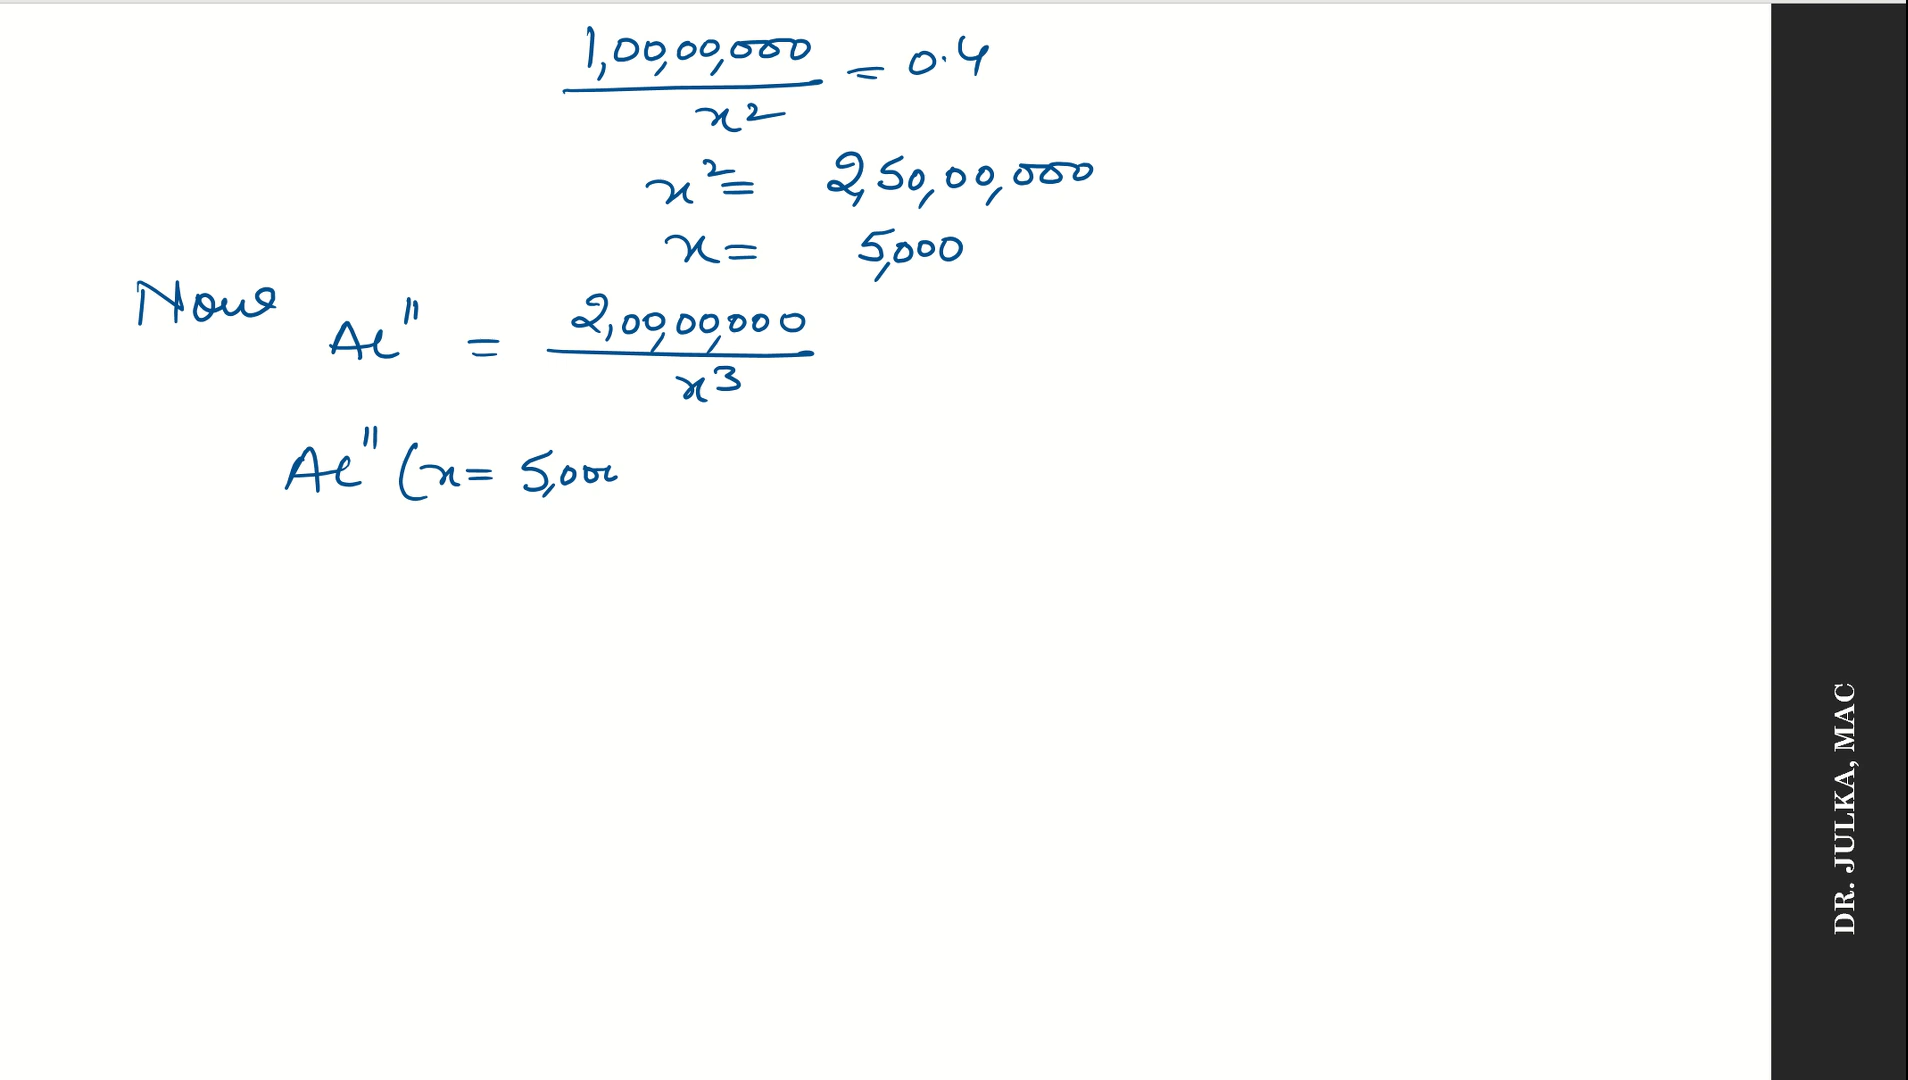 1,00,00,000 / x² = 0.4
x² = 2,50,00,000
x = 5,000
Now AC" = 2,00,00,000 / x³
AC" (x = 5,000
DR. JULKA, MAC